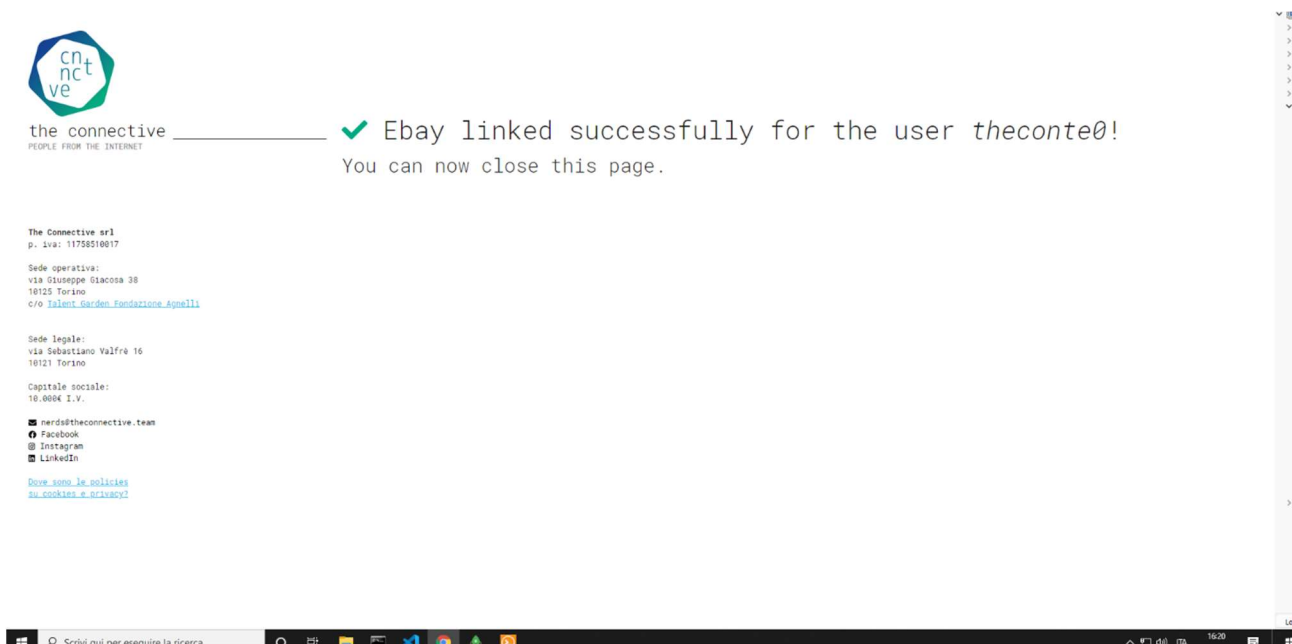 cn
nct
ve
the connective
PEOPLE FROM THE INTERNET
Ebay linked successfully for the user theconte0!
You can now close this page.
The Connective srl
p. iva: 11758510017
Sede operativa:
via Giuseppe Giacosa 38
10125 Torino
c/o Talent Garden Fondazione Agnelli
Sede legale:
via Sebastiano Valfrè 16
10121 Torino
Capitale sociale:
10.000€ I.V.
nerds@theconnective.team
Facebook
Instagram
LinkedIn
Dove sono le policies
su cookies e privacy?
Scrivi qui per eseguire la ricerca
ITA
16:20